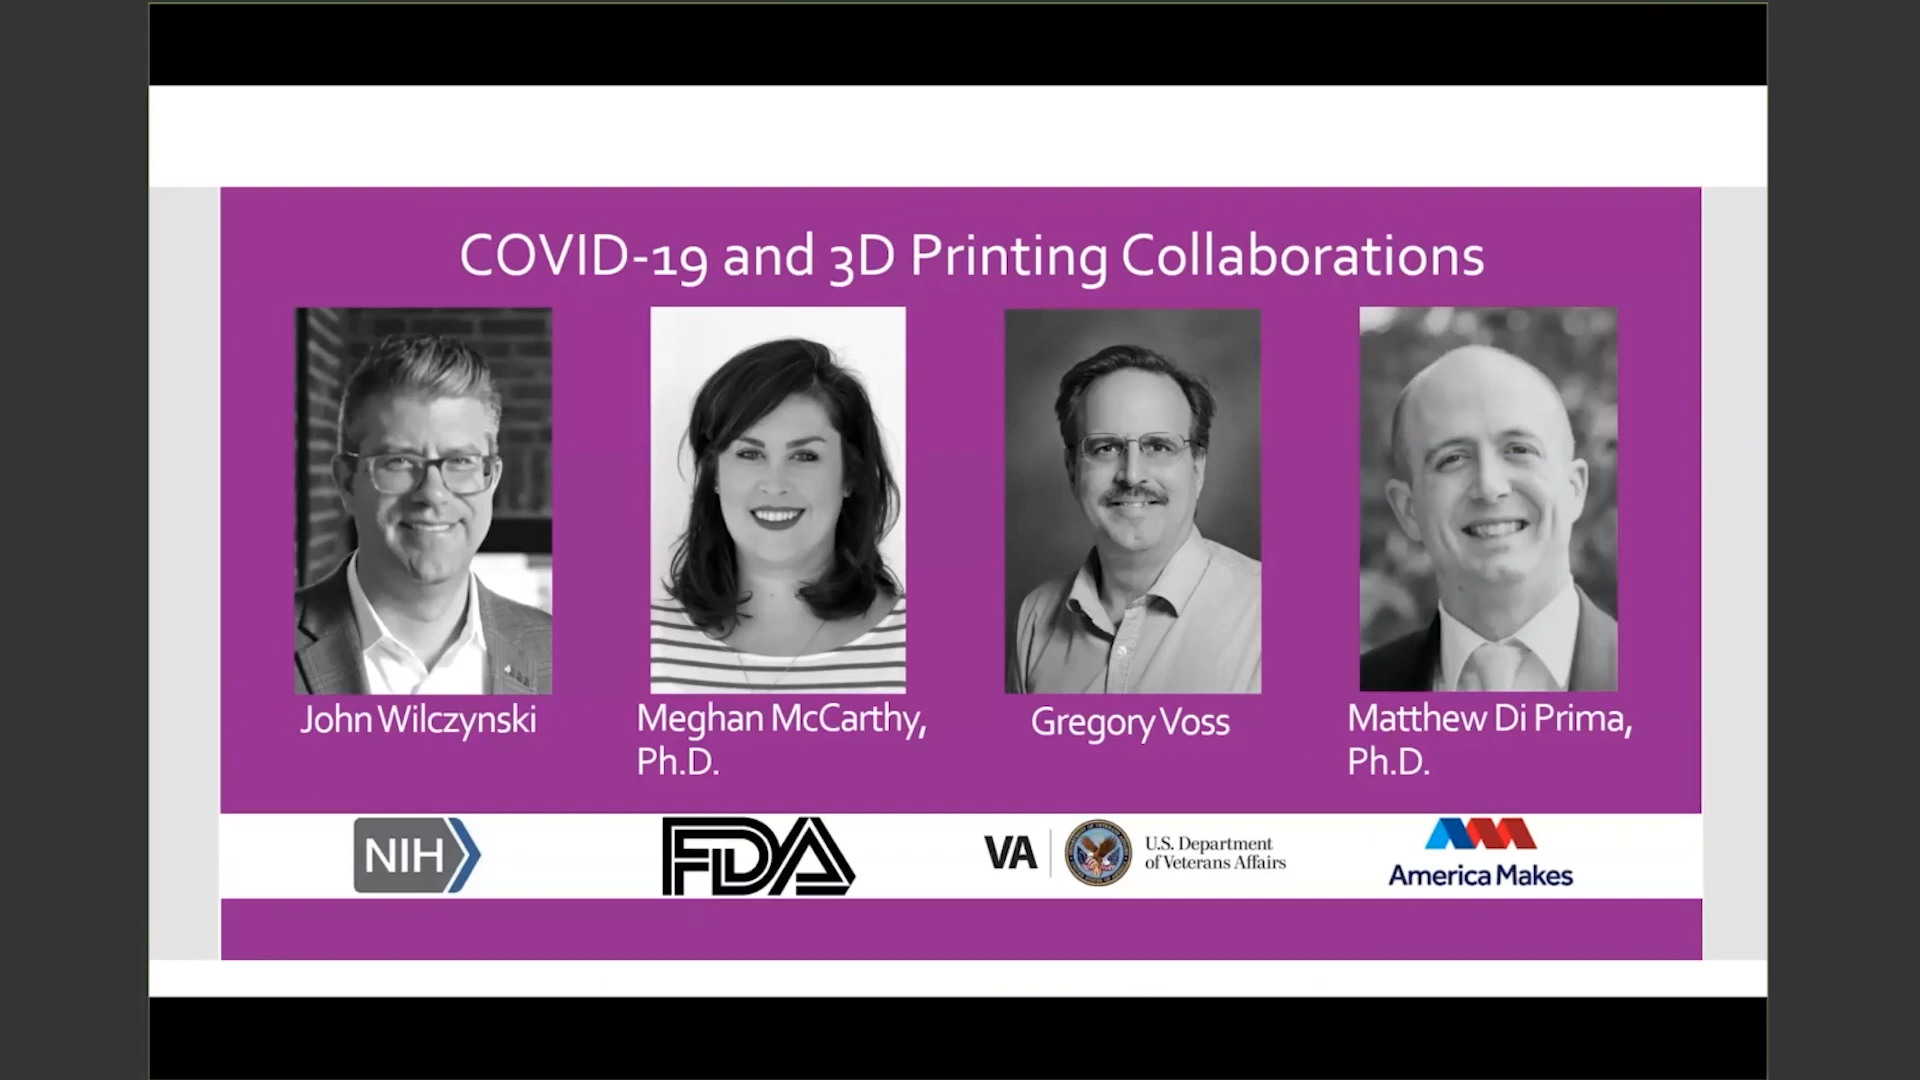 COVID-19 and 3D Printing Collaborations
John Wilczynski
Meghan McCarthy,
Ph.D.
Gregory Voss
Matthew Di Prima,
Ph.D.
NIH
FDA
VA
U.S. Department
of Veterans Affairs
America Makes